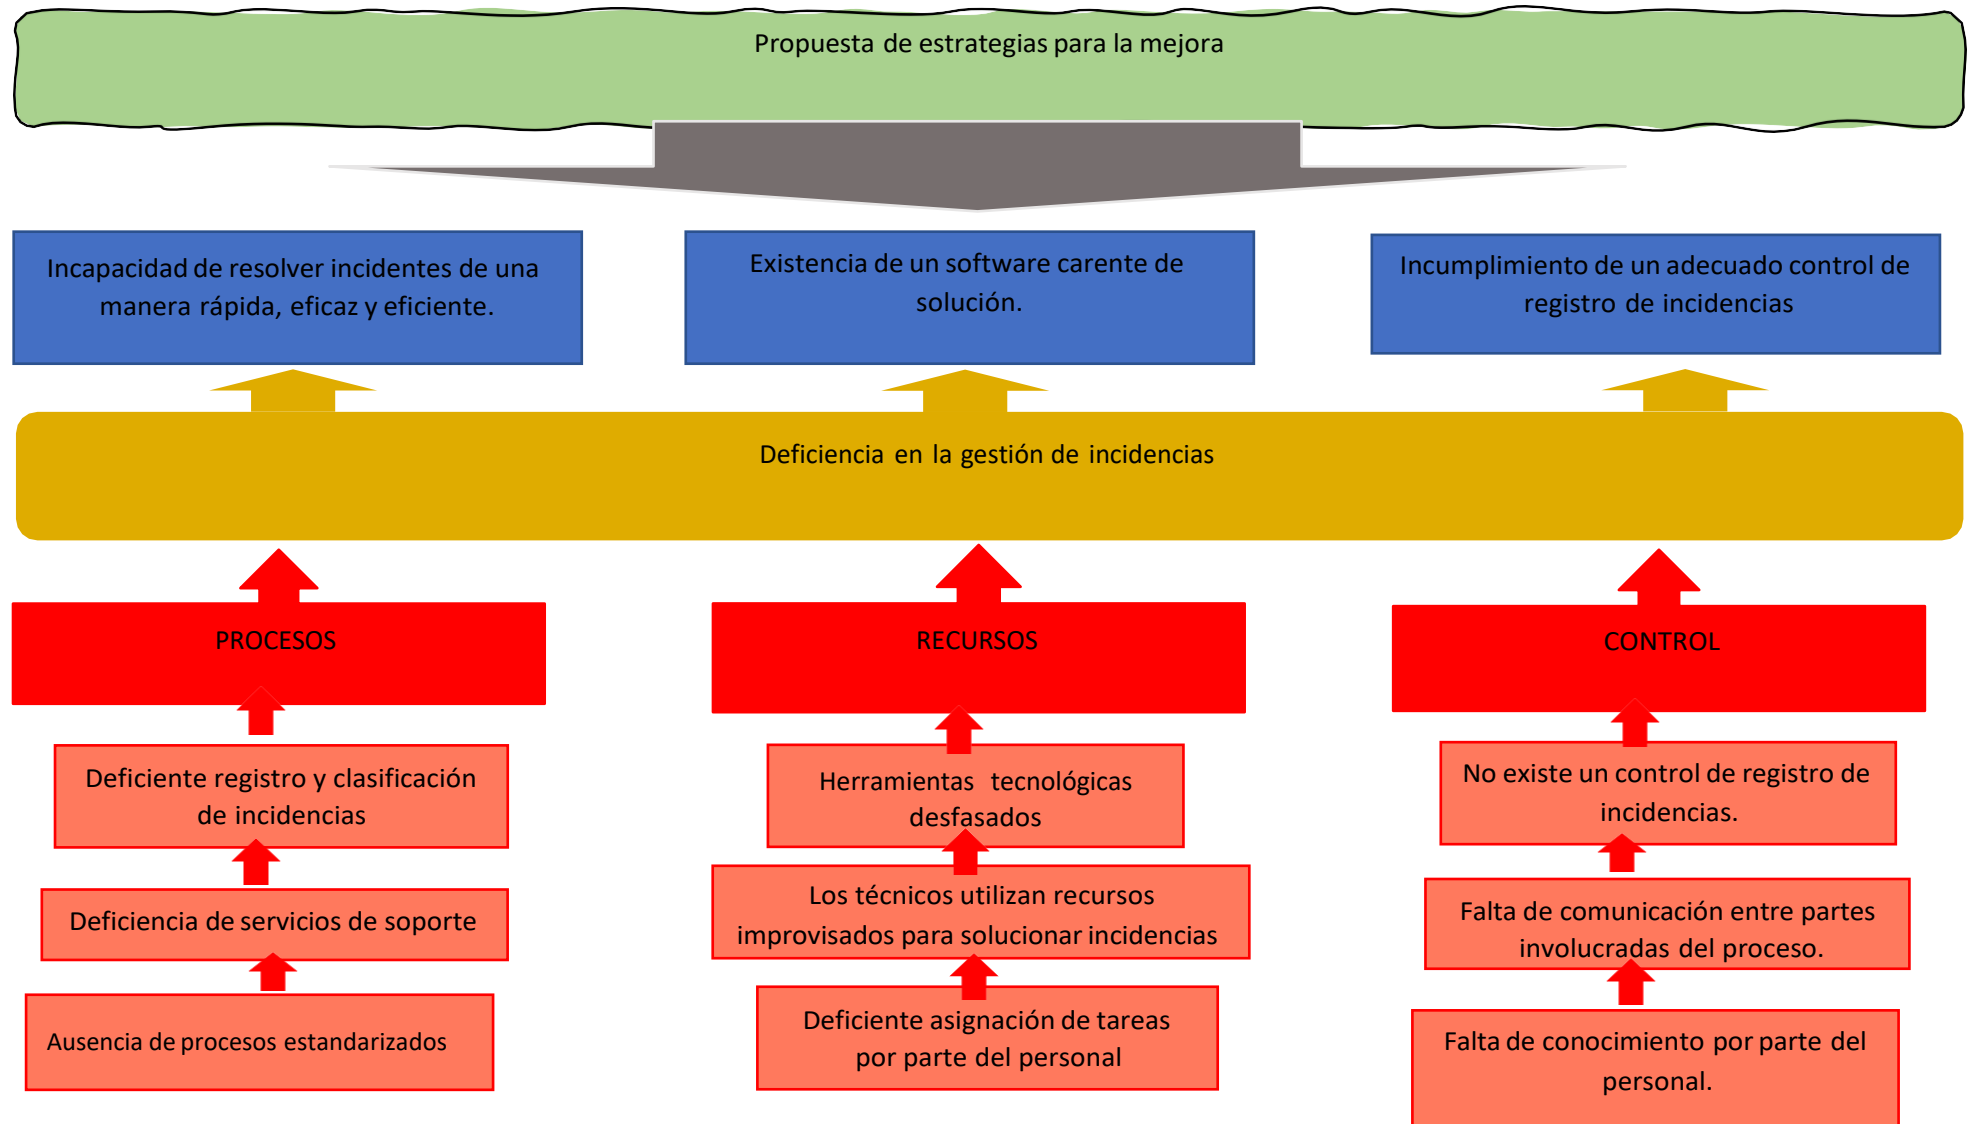 Propuesta de estrategias para la mejora
Incapacidad de resolver incidentes de una
manera rápida, eficaz y eficiente.
Existencia de un software carente de
solución.
Incumplimiento de un adecuado control de
registro de incidencias
Deficiencia en la gestión de incidencias
PROCESOS
RECURSOS
CONTROL
Deficiente registro y clasificación
de incidencias
Herramientas tecnológicas
desfasados
No existe un control de registro de
incidencias.
Deficiencia de servicios de soporte
Los técnicos utilizan recursos
improvisados para solucionar incidencias
Falta de comunicación entre partes
involucradas del proceso.
Ausencia de procesos estandarizados
Deficiente asignación de tareas
por parte del personal
Falta de conocimiento por parte del
personal.